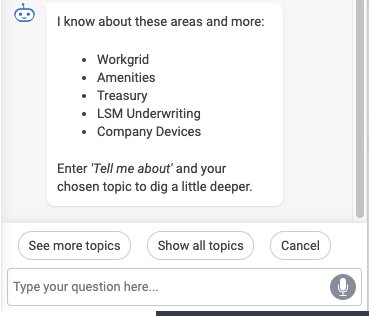 I know about these areas and more:
• Workgrid
• Amenities
• Treasury
• LSM Underwriting
• Company Devices
Enter 'Tell me about' and your
chosen topic to dig a little deeper.
See more topics
Show all topics
Cancel
Type your question here...